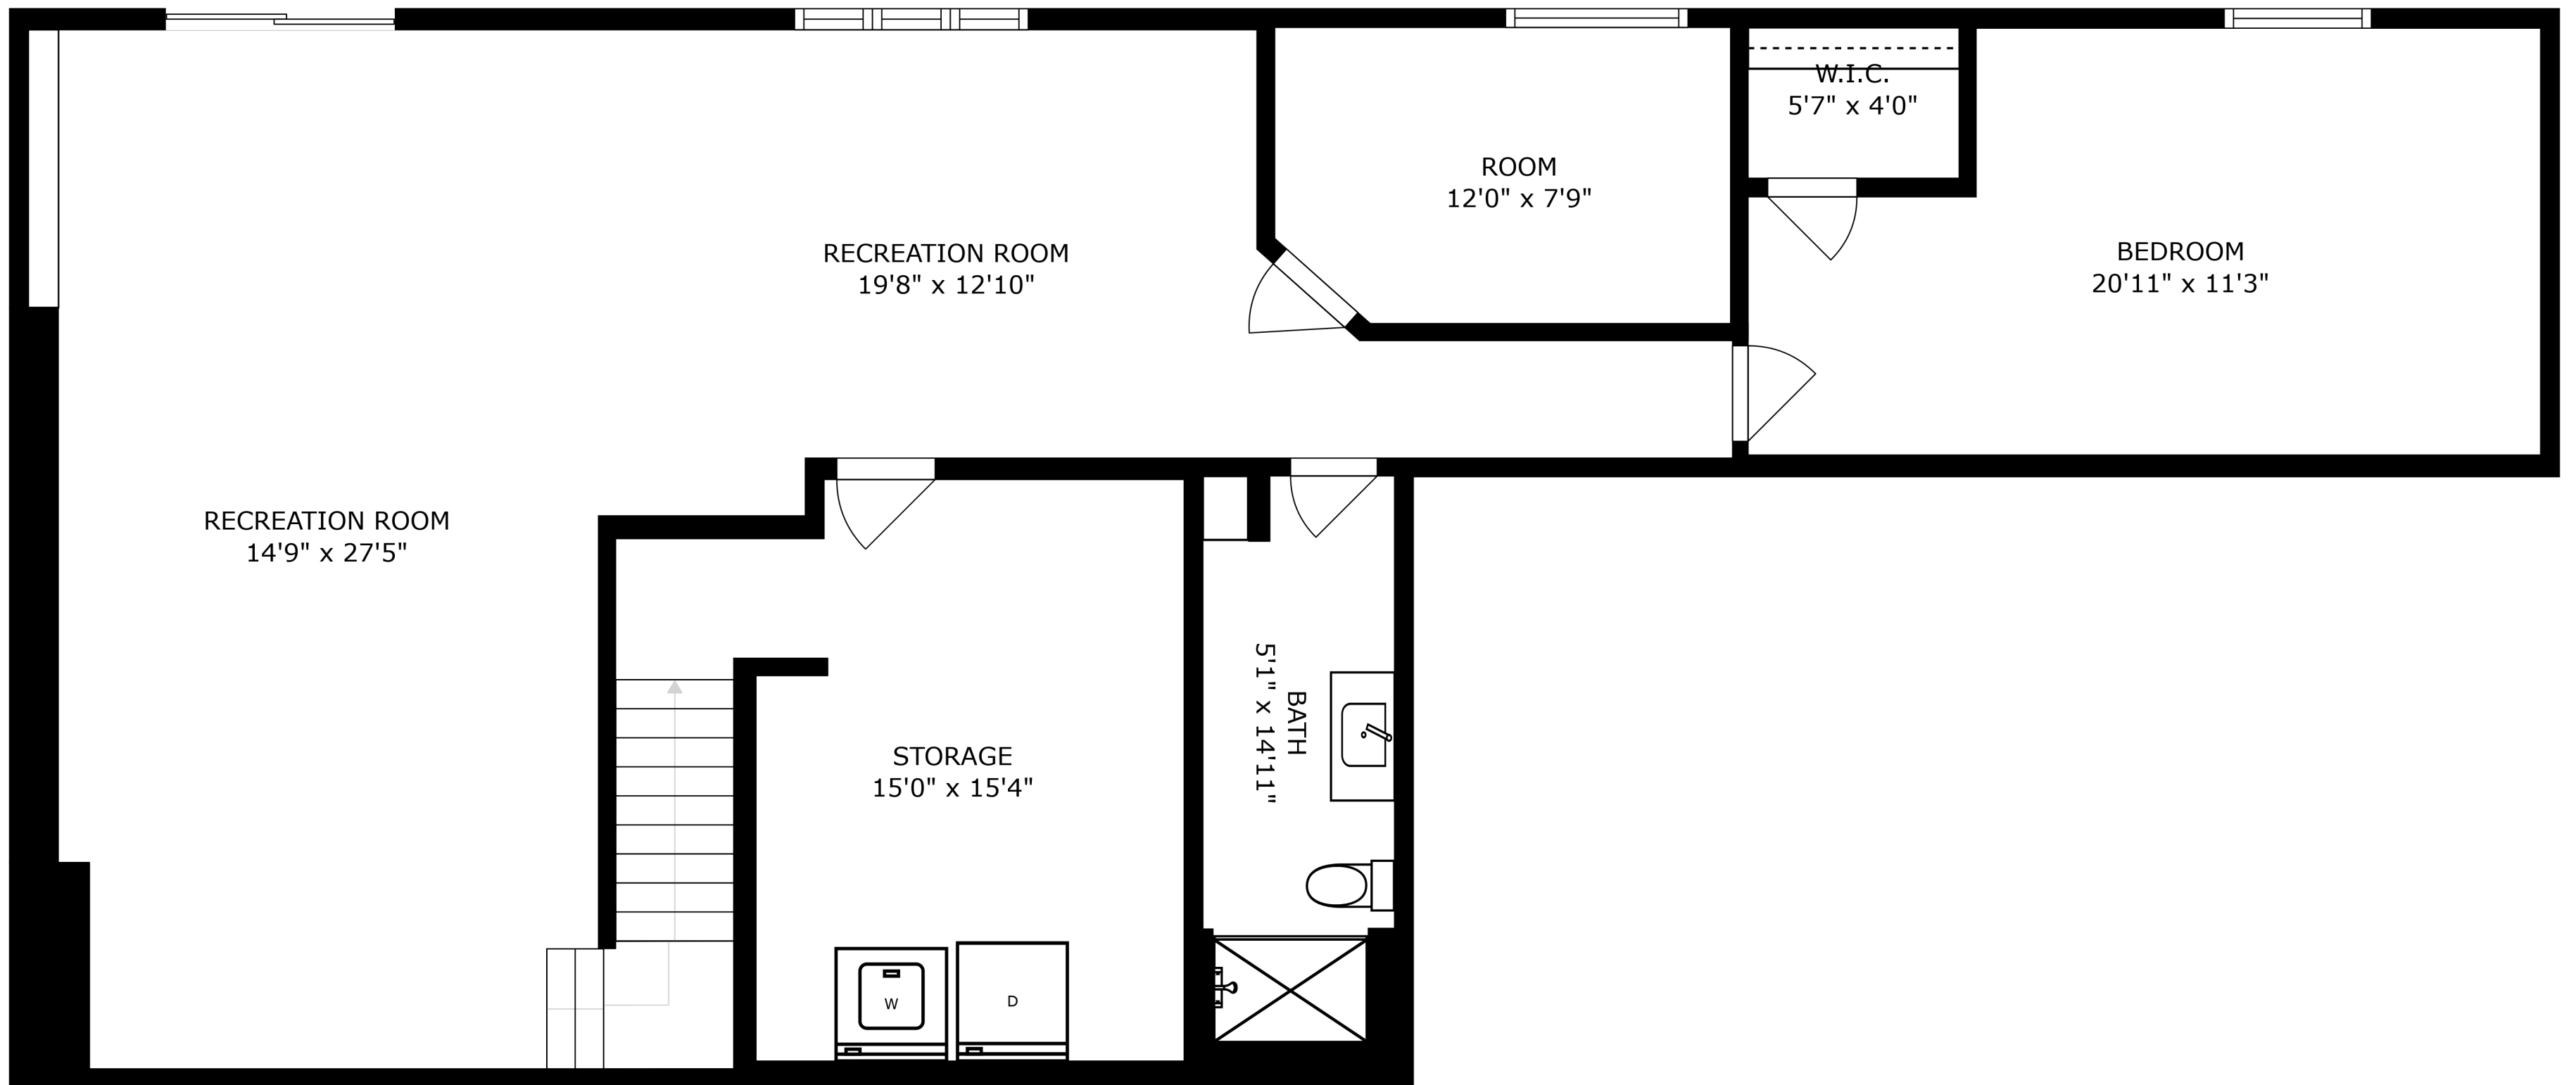 W.I.C.
5'7" x 4'0"
ROOM
12'0" x 7'9"
RECREATION ROOM
19'8" x 12'10"
BEDROOM
20'11" x 11'3"
RECREATION ROOM
14'9" x 27'5"
BATH
5'1" x 14'11"
STORAGE
15'0" x 15'4"
W
D